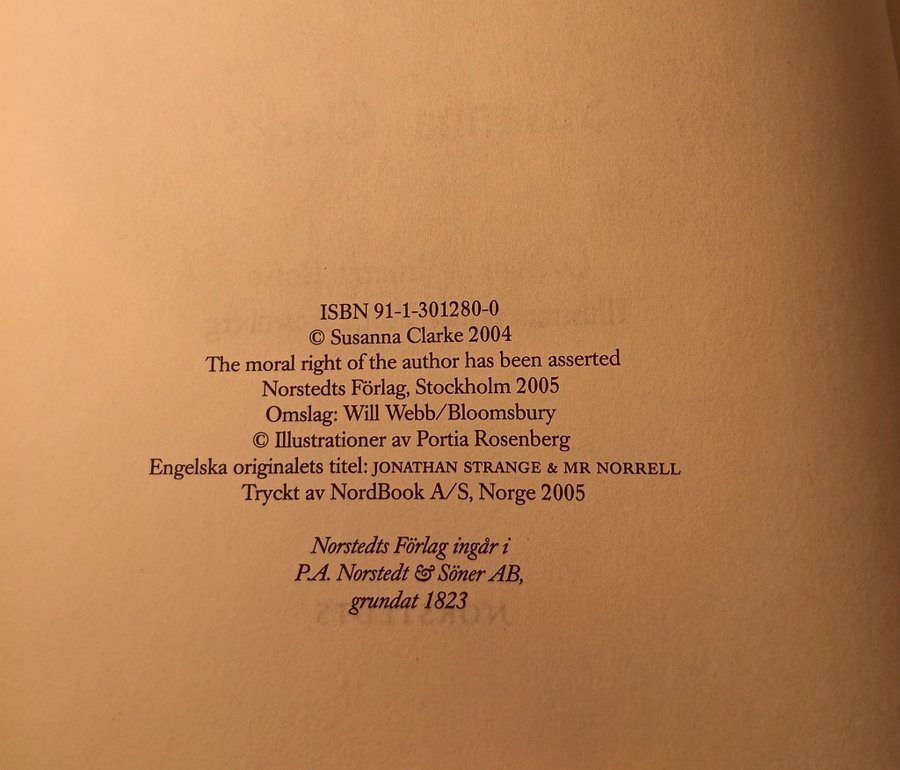 ISBN 91-1-301280-0
© Susanna Clarke 2004
The moral right of the author has been asserted
Norstedts Förlag, Stockholm 2005
Omslag: Will Webb/Bloomsbury
© Illustrationer av Portia Rosenberg
Engelska originalets titel: JONATHAN STRANGE & MR NORRELL
Tryckt av NordBook A/S, Norge 2005
Norstedts Förlag ingår i
P.A. Norstedt & Söner AB,
grundat 1823
NORSTEDTS